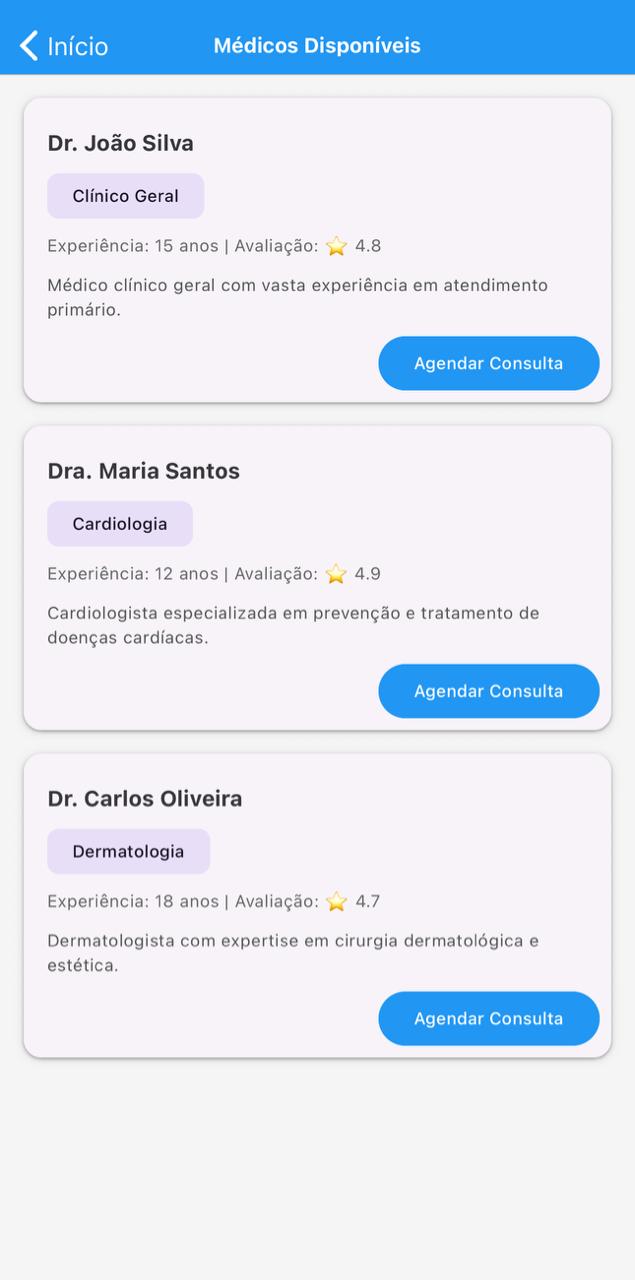 Início
Médicos Disponíveis
Dr. João Silva
Clínico Geral
Experiência: 15 anos | Avaliação: ⭐ 4.8
Médico clínico geral com vasta experiência em atendimento
primário.
Agendar Consulta
Dra. Maria Santos
Cardiologia
Experiência: 12 anos | Avaliação: ⭐ 4.9
Cardiologista especializada em prevenção e tratamento de
doenças cardíacas.
Agendar Consulta
Dr. Carlos Oliveira
Dermatologia
Experiência: 18 anos | Avaliação: ⭐ 4.7
Dermatologista com expertise em cirurgia dermatológica e
estética.
Agendar Consulta